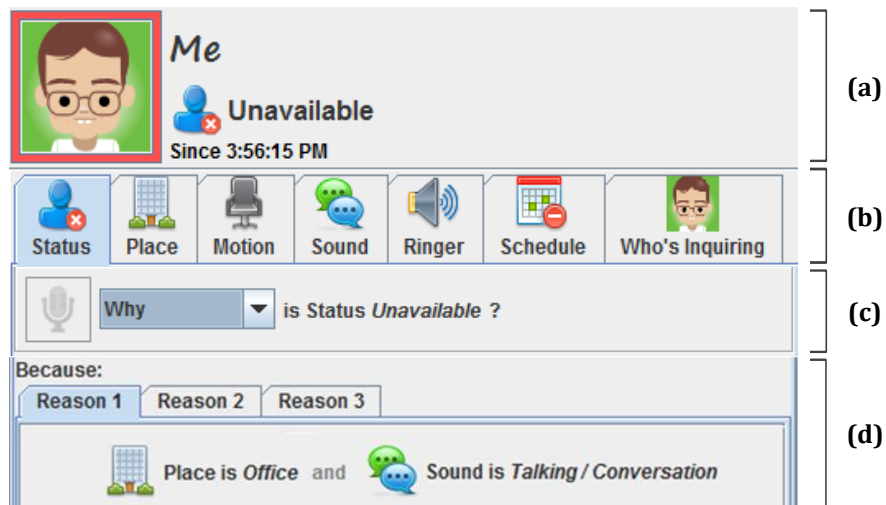 Me
Unavailable
Since 3:56:15 PM
(a)
Status Place Motion Sound Ringer Schedule Who's Inquiring
(b)
Why is Status Unavailable ?
(c)
Because:
Reason 1 Reason 2 Reason 3
Place is Office and Sound is Talking / Conversation
(d)